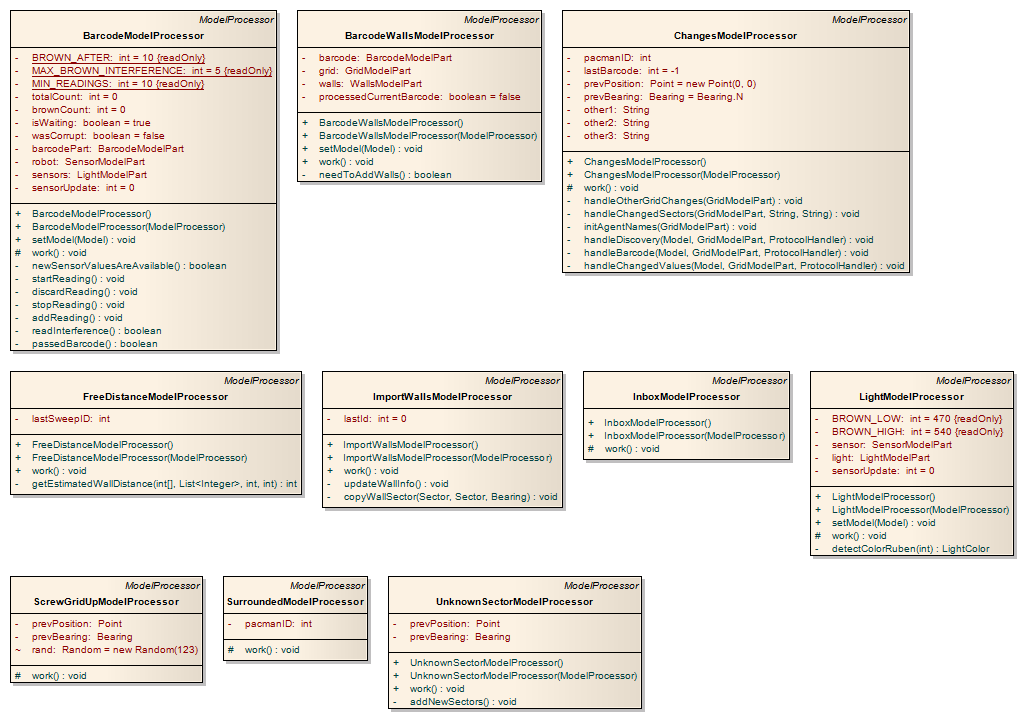 ModelProcessor
BarcodeModelProcessor
- BROWN_AFTER: int = 10 {readOnly}
- MAX_BROWN_INTERFERENCE: int = 5 {readOnly}
- MIN_READINGS: int = 10 {readOnly}
- totalCount: int = 0
- brownCount: int = 0
- isWaiting: boolean = true
- wasCorrupt: boolean = false
- barcodePart: BarcodeModelPart
- robot: SensorModelPart
- sensors: LightModelPart
- sensorUpdate: int = 0
+ BarcodeModelProcessor()
+ BarcodeModelProcessor(ModelProcessor)
+ setModel(Model) : void
# work() : void
- newSensorValuesAreAvailable() : boolean
- startReading() : void
- discardReading() : void
- stopReading() : void
- addReading() : void
- readInterference() : boolean
- passedBarcode() : boolean
ModelProcessor
BarcodeWallsModelProcessor
- barcode: BarcodeModelPart
- grid: GridModelPart
- walls: WallsModelPart
- processedCurrentBarcode: boolean = false
+ BarcodeWallsModelProcessor()
+ BarcodeWallsModelProcessor(ModelProcessor)
+ setModel(Model) : void
+ work() : void
- needToAddWalls() : boolean
ModelProcessor
ChangesModelProcessor
- pacmanID: int
- lastBarcode: int = -1
- prevPosition: Point = new Point(0, 0)
- prevBearing: Bearing = Bearing.N
- other1: String
- other2: String
- other3: String
+ ChangesModelProcessor()
+ ChangesModelProcessor(ModelProcessor)
# work() : void
- handleOtherGridChanges(GridModelPart) : void
- handleChangedSectors(GridModelPart, String, String) : void
- initAgentNames(GridModelPart) : void
- handleDiscovery(Model, GridModelPart, ProtocolHandler) : void
- handleBarcode(Model, GridModelPart, ProtocolHandler) : void
- handleChangedValues(Model, GridModelPart, ProtocolHandler) : void
ModelProcessor
FreeDistanceModelProcessor
- lastSweepID: int
+ FreeDistanceModelProcessor()
+ FreeDistanceModelProcessor(ModelProcessor)
+ work() : void
- getEstimatedWallDistance(int[], List<Integer>, int, int) : int
ModelProcessor
ImportWallsModelProcessor
- lastId: int = 0
+ ImportWallsModelProcessor()
+ ImportWallsModelProcessor(ModelProcessor)
+ work() : void
- updateWallInfo() : void
- copyWallSector(Sector, Sector, Bearing) : void
ModelProcessor
InboxModelProcessor
+ InboxModelProcessor()
+ InboxModelProcessor(ModelProcessor)
# work() : void
ModelProcessor
LightModelProcessor
- BROWN_LOW: int = 470 {readOnly}
- BROWN_HIGH: int = 540 {readOnly}
- sensor: SensorModelPart
- light: LightModelPart
- sensorUpdate: int = 0
+ LightModelProcessor()
+ LightModelProcessor(ModelProcessor)
+ setModel(Model) : void
# work() : void
- detectColorRuben(int) : LightColor
ModelProcessor
ScrewGridUpModelProcessor
- prevPosition: Point
- prevBearing: Bearing
~ rand: Random = new Random(123)
# work() : void
ModelProcessor
SurroundedModelProcessor
- pacmanID: int
# work() : void
ModelProcessor
UnknownSectorModelProcessor
- prevPosition: Point
- prevBearing: Bearing
+ UnknownSectorModelProcessor()
+ UnknownSectorModelProcessor(ModelProcessor)
+ work() : void
- addNewSectors() : void